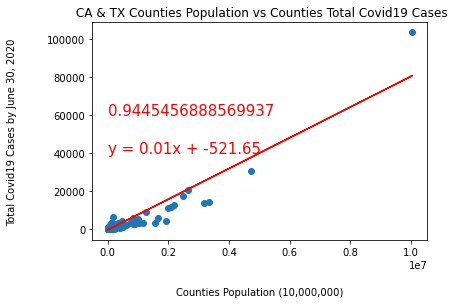 CA & TX Counties Population vs Counties Total Covid19 Cases
Total Covid19 Cases by June 30, 2020
100000
80000
60000
40000
20000
0
0.9445456888569937
y = 0.01x + -521.65
0.0 0.2 0.4 0.6 0.8 1.0
1e7
Counties Population (10,000,000)